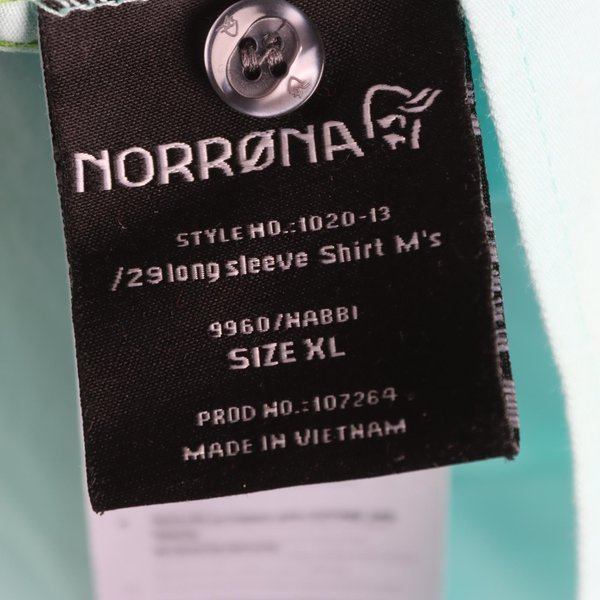 NORRØNA
STYLE NO.:1020-13
/29 long sleeve Shirt M's
9960/HABBI
SIZE XL
PROD NO.:107264
MADE IN VIETNAM